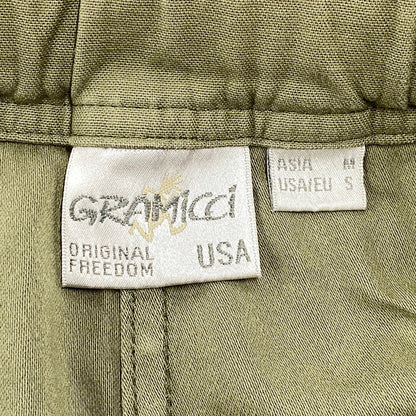 GRAMICCi
ORIGINAL
FREEDOM
USA
ASIA M
USA/EU S